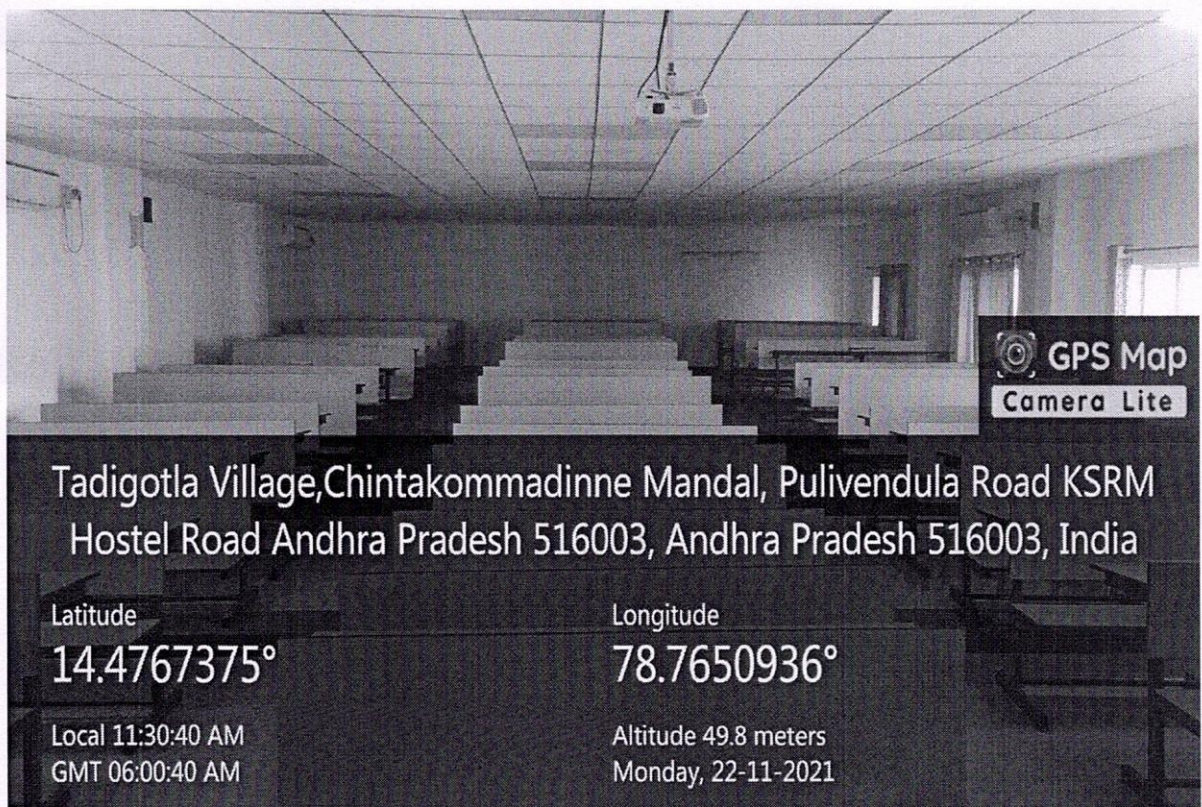 GPS Map
Camera Lite
Tadigotla Village,Chintakommadinne Mandal, Pulivendula Road KSRM
Hostel Road Andhra Pradesh 516003, Andhra Pradesh 516003, India
Latitude
14.4767375°
Longitude
78.7650936°
Local 11:30:40 AM
GMT 06:00:40 AM
Altitude 49.8 meters
Monday, 22-11-2021